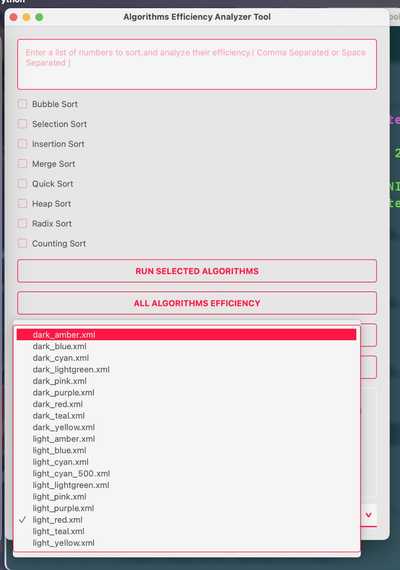 ython
Algorithms Efficiency Analyzer Tool
Enter a list of numbers to sort.and analyze their efficiency.[ Comma Separated or Space
Separated ]
Bubble Sort
Selection Sort
Insertion Sort
Merge Sort
Quick Sort
Heap Sort
Radix Sort
Counting Sort
RUN SELECTED ALGORITHMS
ALL ALGORITHMS EFFICIENCY
dark_amber.xml
dark_blue.xml
dark_cyan.xml
dark_lightgreen.xml
dark_pink.xml
dark_purple.xml
dark_red.xml
dark_teal.xml
dark_yellow.xml
light_amber.xml
light_blue.xml
light_cyan.xml
light_cyan_500.xml
light_lightgreen.xml
light_pink.xml
light_purple.xml
light_red.xml
light_teal.xml
light_yellow.xml